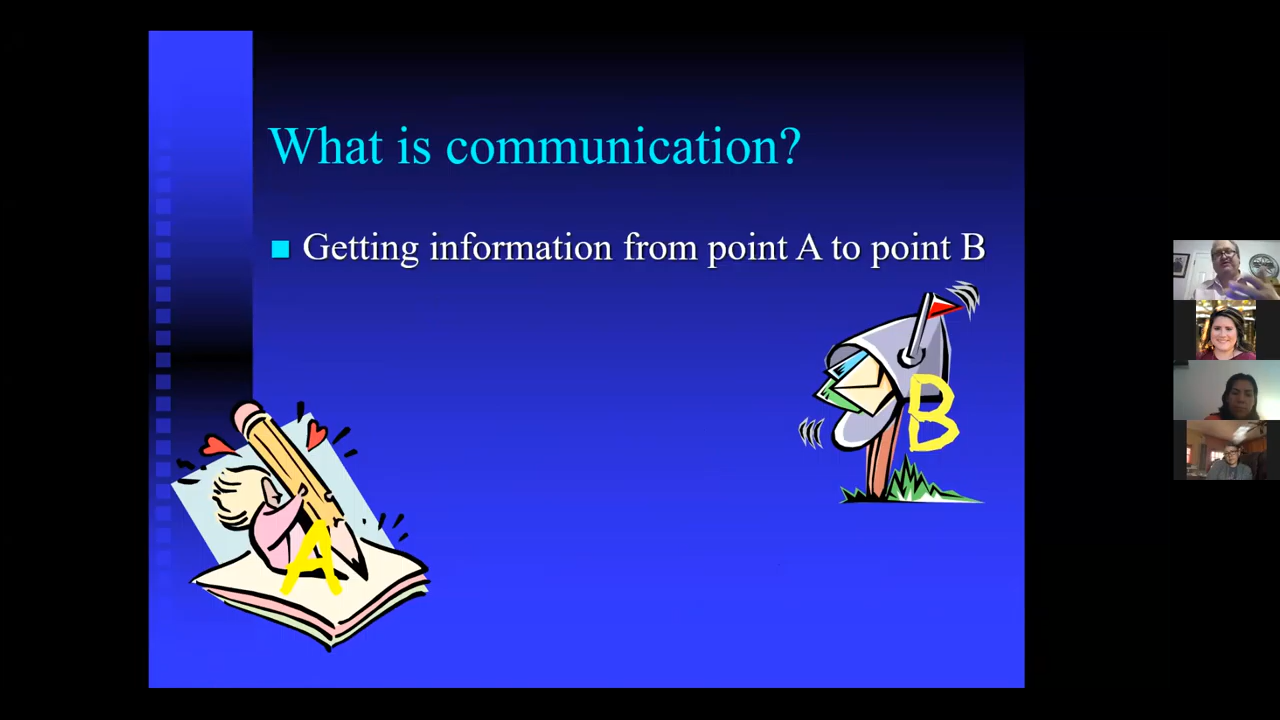 What is communication?
Getting information from point A to point B
B
A